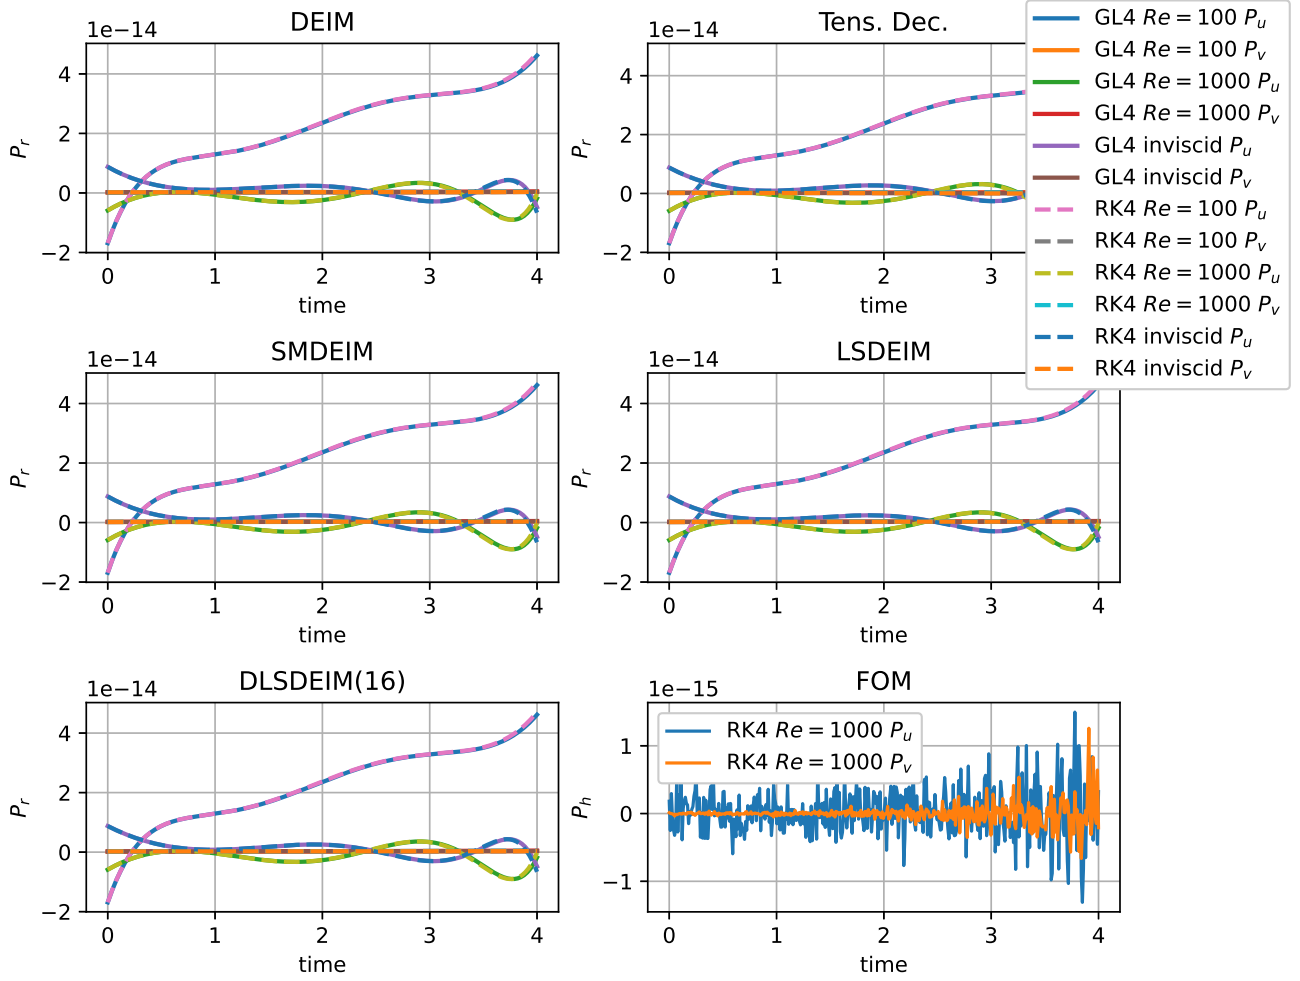 DEIM
1e−14
P_r
4
2
0
−2
0 1 2 3 4
time
Tens. Dec.
1e−14
P_r
4
2
0
−2
0 1 2 3
GL4 Re = 100 P_u
GL4 Re = 100 P_v
GL4 Re = 1000 P_u
GL4 Re = 1000 P_v
GL4 inviscid P_u
GL4 inviscid P_v
RK4 Re = 100 P_u
RK4 Re = 100 P_v
RK4 Re = 1000 P_u
RK4 Re = 1000 P_v
RK4 inviscid P_u
RK4 inviscid P_v
time
SMDEIM
1e−14
P_r
4
2
0
−2
0 1 2 3 4
time
LSDEIM
1e−14
P_r
4
2
0
−2
0 1 2 3 4
time
DLSDEIM(16)
1e−14
P_r
4
2
0
−2
0 1 2 3 4
time
FOM
1e−15
P_h
1
0
−1
RK4 Re = 1000 P_u
RK4 Re = 1000 P_v
0 1 2 3 4
time